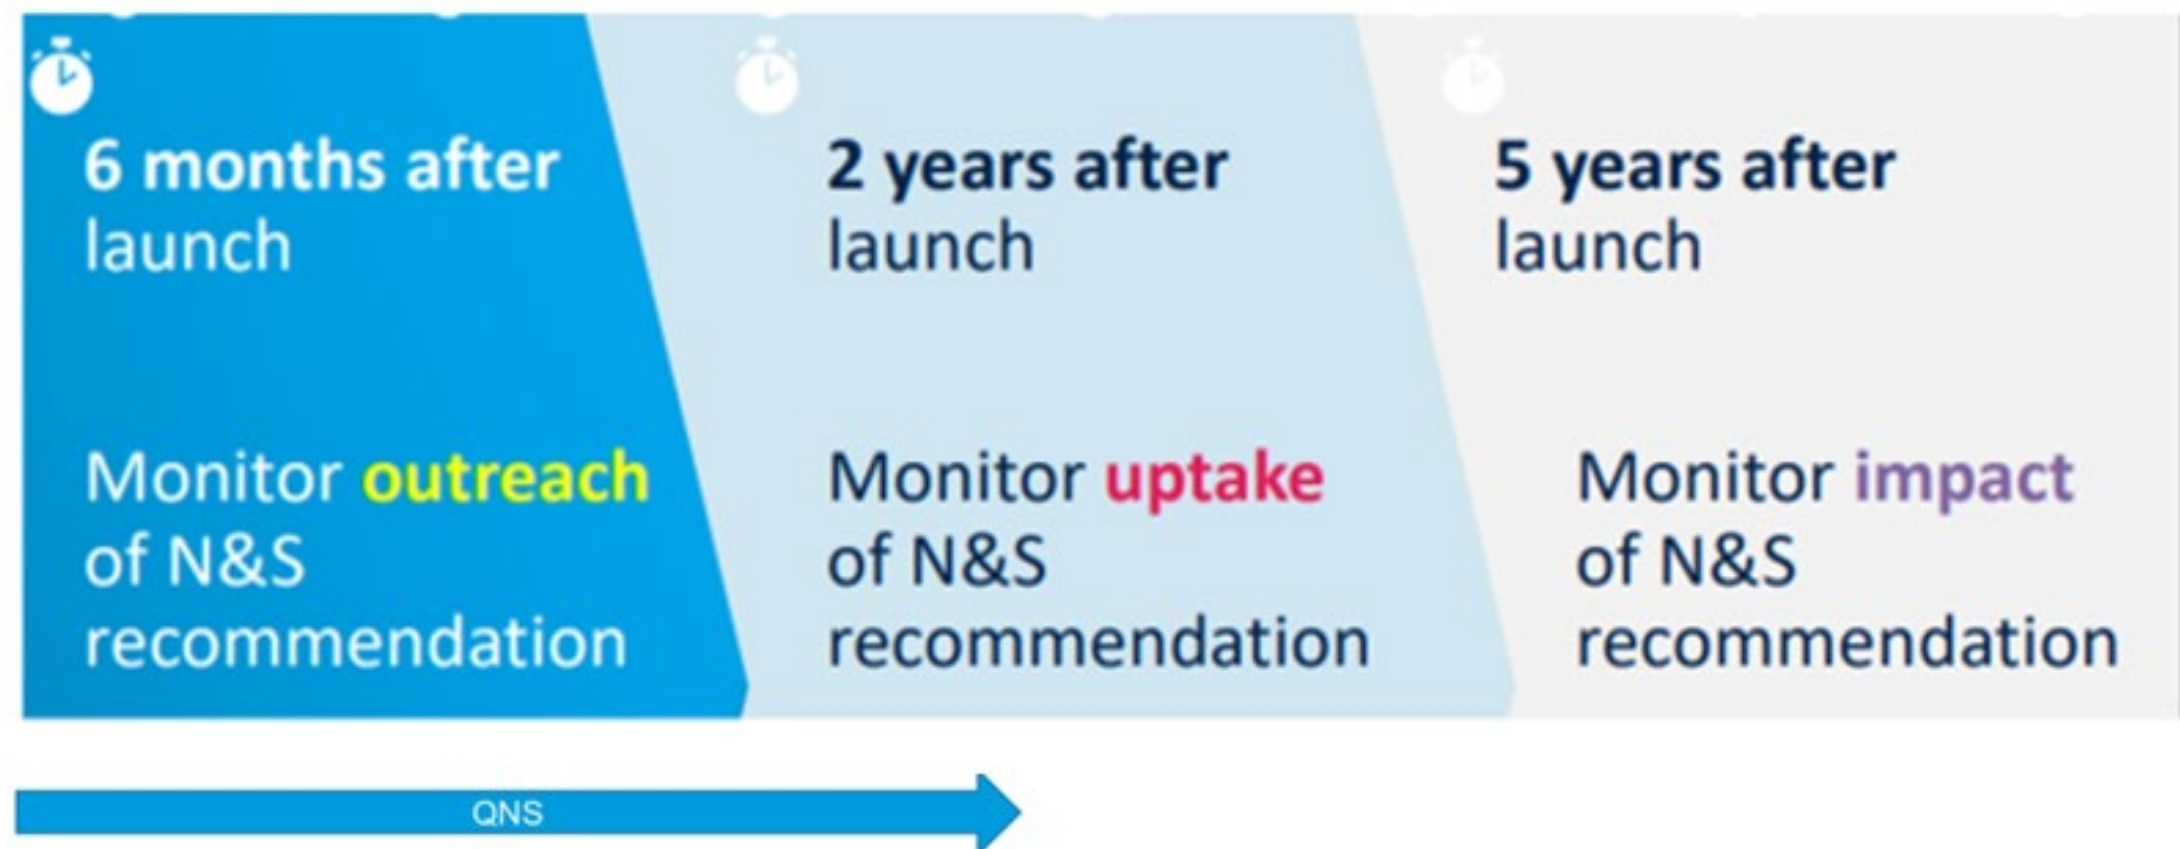 6 months after
launch
Monitor outreach
of N&S
recommendation
2 years after
launch
Monitor uptake
of N&S
recommendation
5 years after
launch
Monitor impact
of N&S
recommendation
QNS